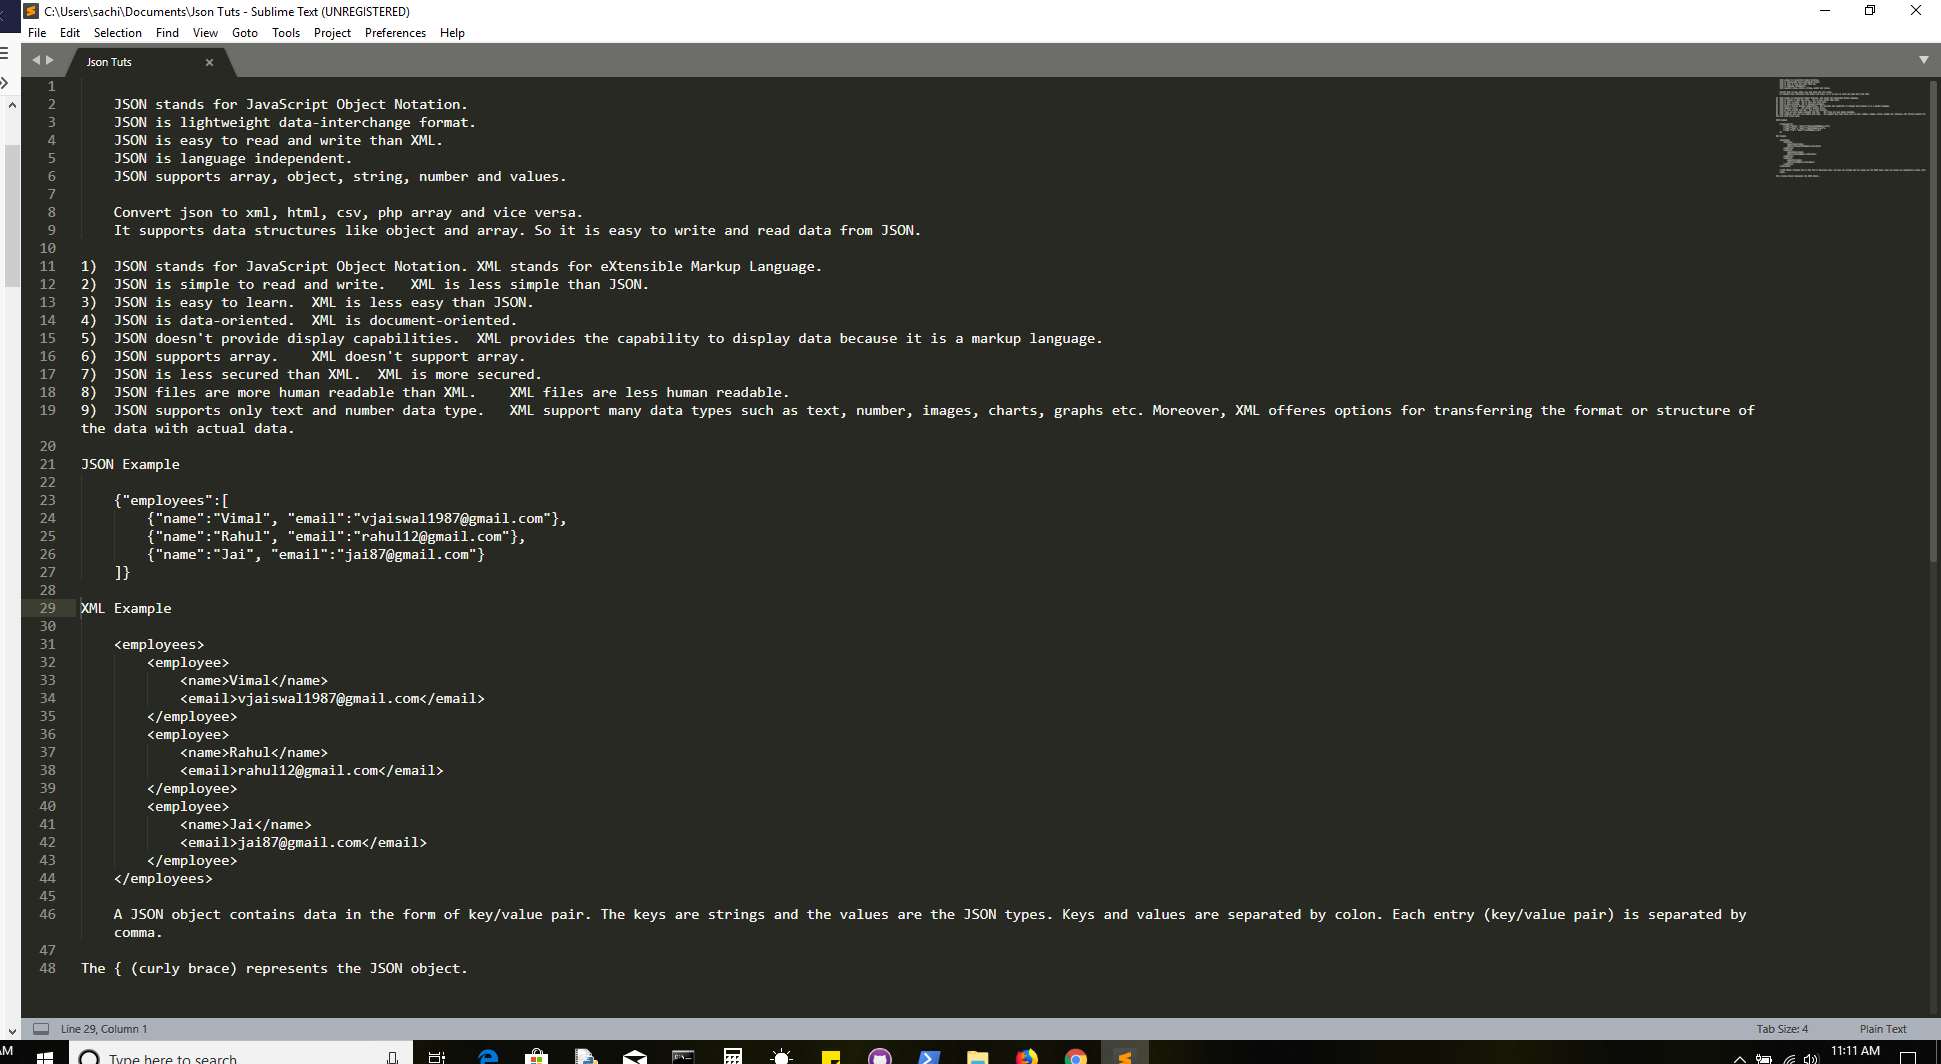 C:\Users\sachi\Documents\Json Tuts - Sublime Text (UNREGISTERED)
File Edit Selection Find View Goto Tools Project Preferences Help
Json Tuts
1
2 JSON stands for JavaScript Object Notation.
3 JSON is lightweight data-interchange format.
4 JSON is easy to read and write than XML.
5 JSON is language independent.
6 JSON supports array, object, string, number and values.
7
8 Convert json to xml, html, csv, php array and vice versa.
9 It supports data structures like object and array. So it is easy to write and read data from JSON.
10
11 1) JSON stands for JavaScript Object Notation. XML stands for eXtensible Markup Language.
12 2) JSON is simple to read and write. XML is less simple than JSON.
13 3) JSON is easy to learn. XML is less easy than JSON.
14 4) JSON is data-oriented. XML is document-oriented.
15 5) JSON doesn't provide display capabilities. XML provides the capability to display data because it is a markup language.
16 6) JSON supports array. XML doesn't support array.
17 7) JSON is less secured than XML. XML is more secured.
18 8) JSON files are more human readable than XML. XML files are less human readable.
19 9) JSON supports only text and number data type. XML support many data types such as text, number, images, charts, graphs etc. Moreover, XML offeres options for transferring the format or structure of
the data with actual data.
20
21 JSON Example
22
23 {"employees":[
24 {"name":"Vimal", "email":"vjaiswal1987@gmail.com"},
25 {"name":"Rahul", "email":"rahul12@gmail.com"},
26 {"name":"Jai", "email":"jai87@gmail.com"}
27 ]}
28
29 XML Example
30
31 <employees>
32 <employee>
33 <name>Vimal</name>
34 <email>vjaiswal1987@gmail.com</email>
35 </employee>
36 <employee>
37 <name>Rahul</name>
38 <email>rahul12@gmail.com</email>
39 </employee>
40 <employee>
41 <name>Jai</name>
42 <email>jai87@gmail.com</email>
43 </employee>
44 </employees>
45
46 A JSON object contains data in the form of key/value pair. The keys are strings and the values are the JSON types. Keys and values are separated by colon. Each entry (key/value pair) is separated by
comma.
47
48 The { (curly brace) represents the JSON object.
Line 29, Column 1 Tab Size: 4 Plain Text
AM Type here to search 11:11 AM